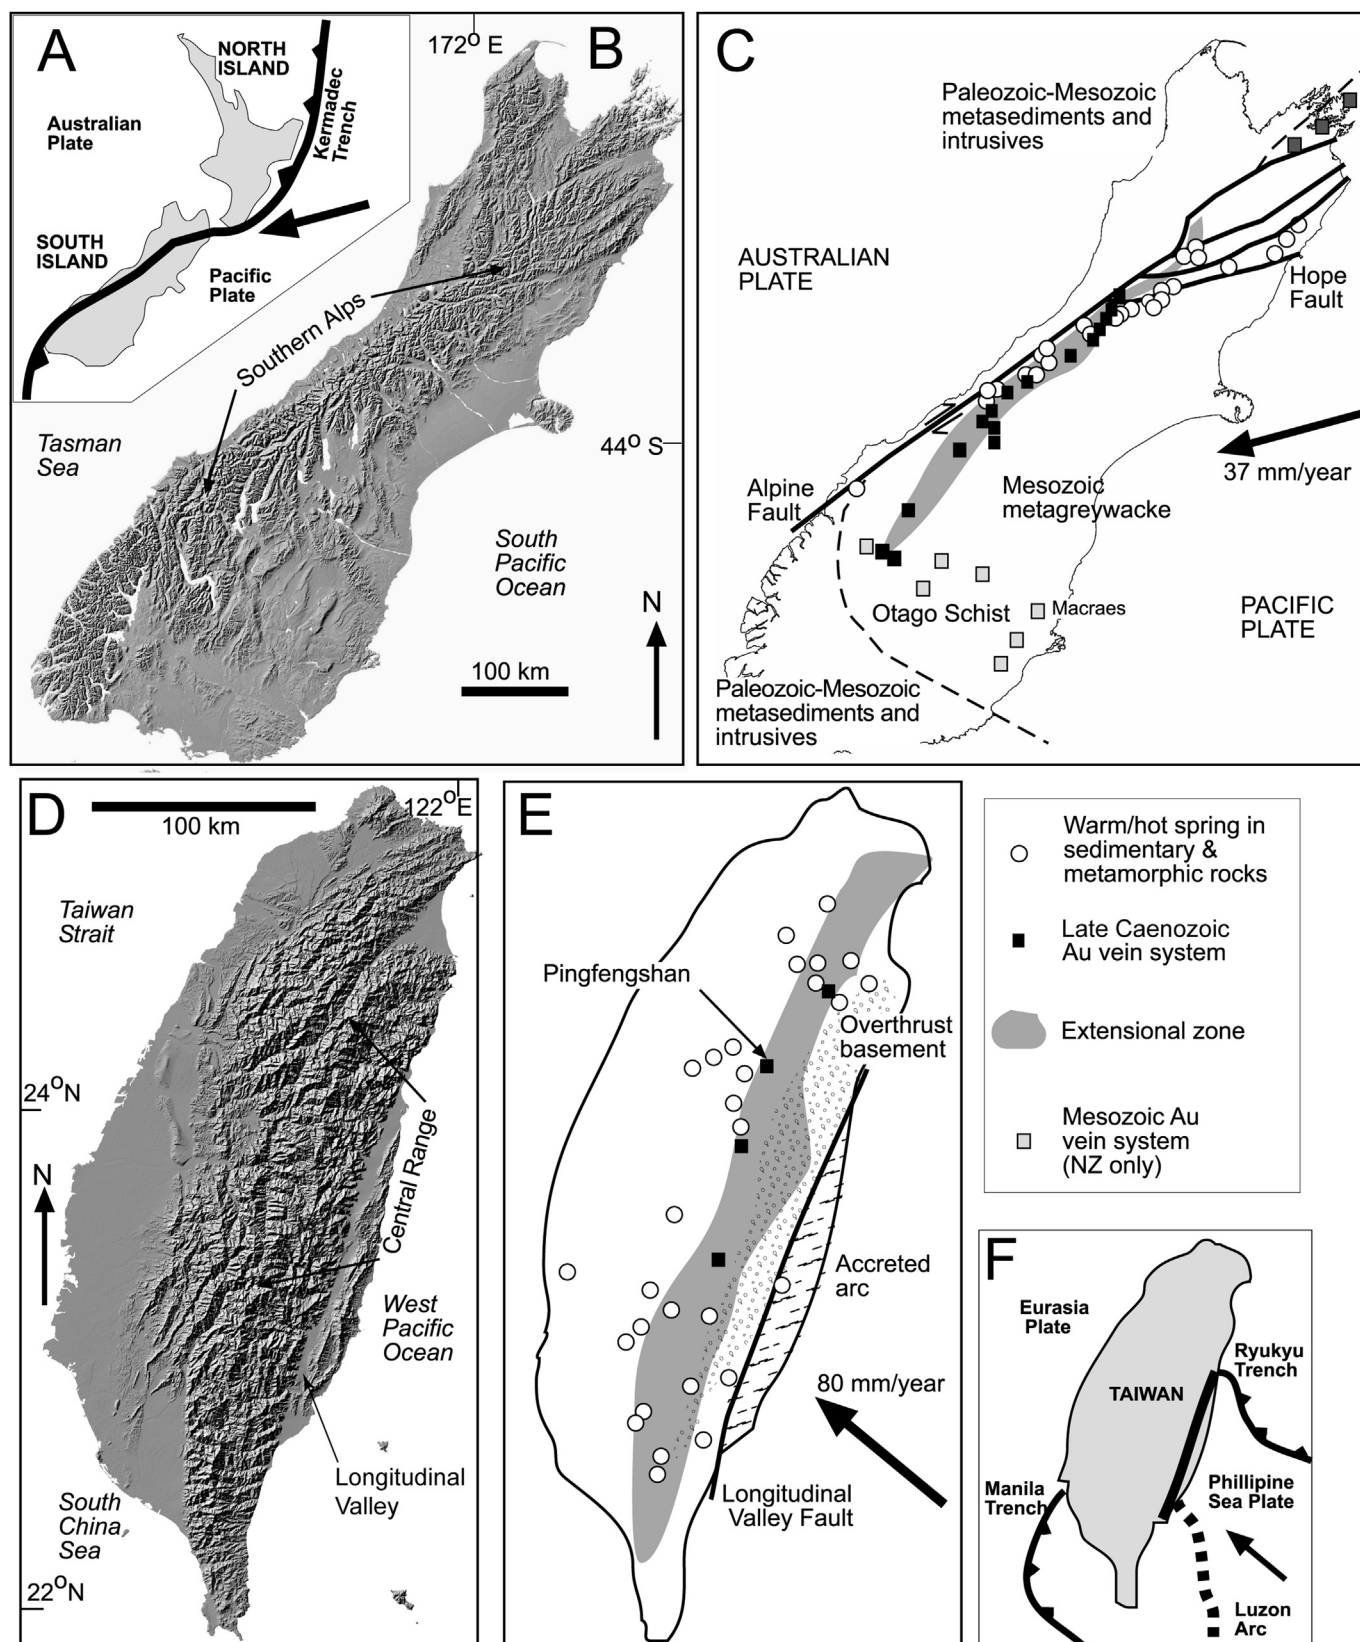 A
NORTH
ISLAND
Australian
Plate
Kermadec
Trench
SOUTH
ISLAND
Pacific
Plate
172o E
B
Southern Alps
Tasman
Sea
44o S
South
Pacific
Ocean
N
100 km
C
Paleozoic-Mesozoic
metasediments and
intrusives
AUSTRALIAN
PLATE
Hope
Fault
37 mm/year
Alpine
Fault
Mesozoic
metagreywacke
Otago Schist
Macraes
PACIFIC
PLATE
Paleozoic-Mesozoic
metasediments and
intrusives
D
122oE
100 km
Taiwan
Strait
24oN
N
Central Range
West
Pacific
Ocean
Longitudinal
Valley
South
China
Sea
22oN
E
Pingfengshan
Overthrust
basement
Accreted
arc
80 mm/year
Longitudinal
Valley Fault
Warm/hot spring in
sedimentary &
metamorphic rocks
Late Caenozoic
Au vein system
Extensional zone
Mesozoic Au
vein system
(NZ only)
F
Eurasia
Plate
Ryukyu
Trench
TAIWAN
Manila
Trench
Phillipine
Sea Plate
Luzon
Arc